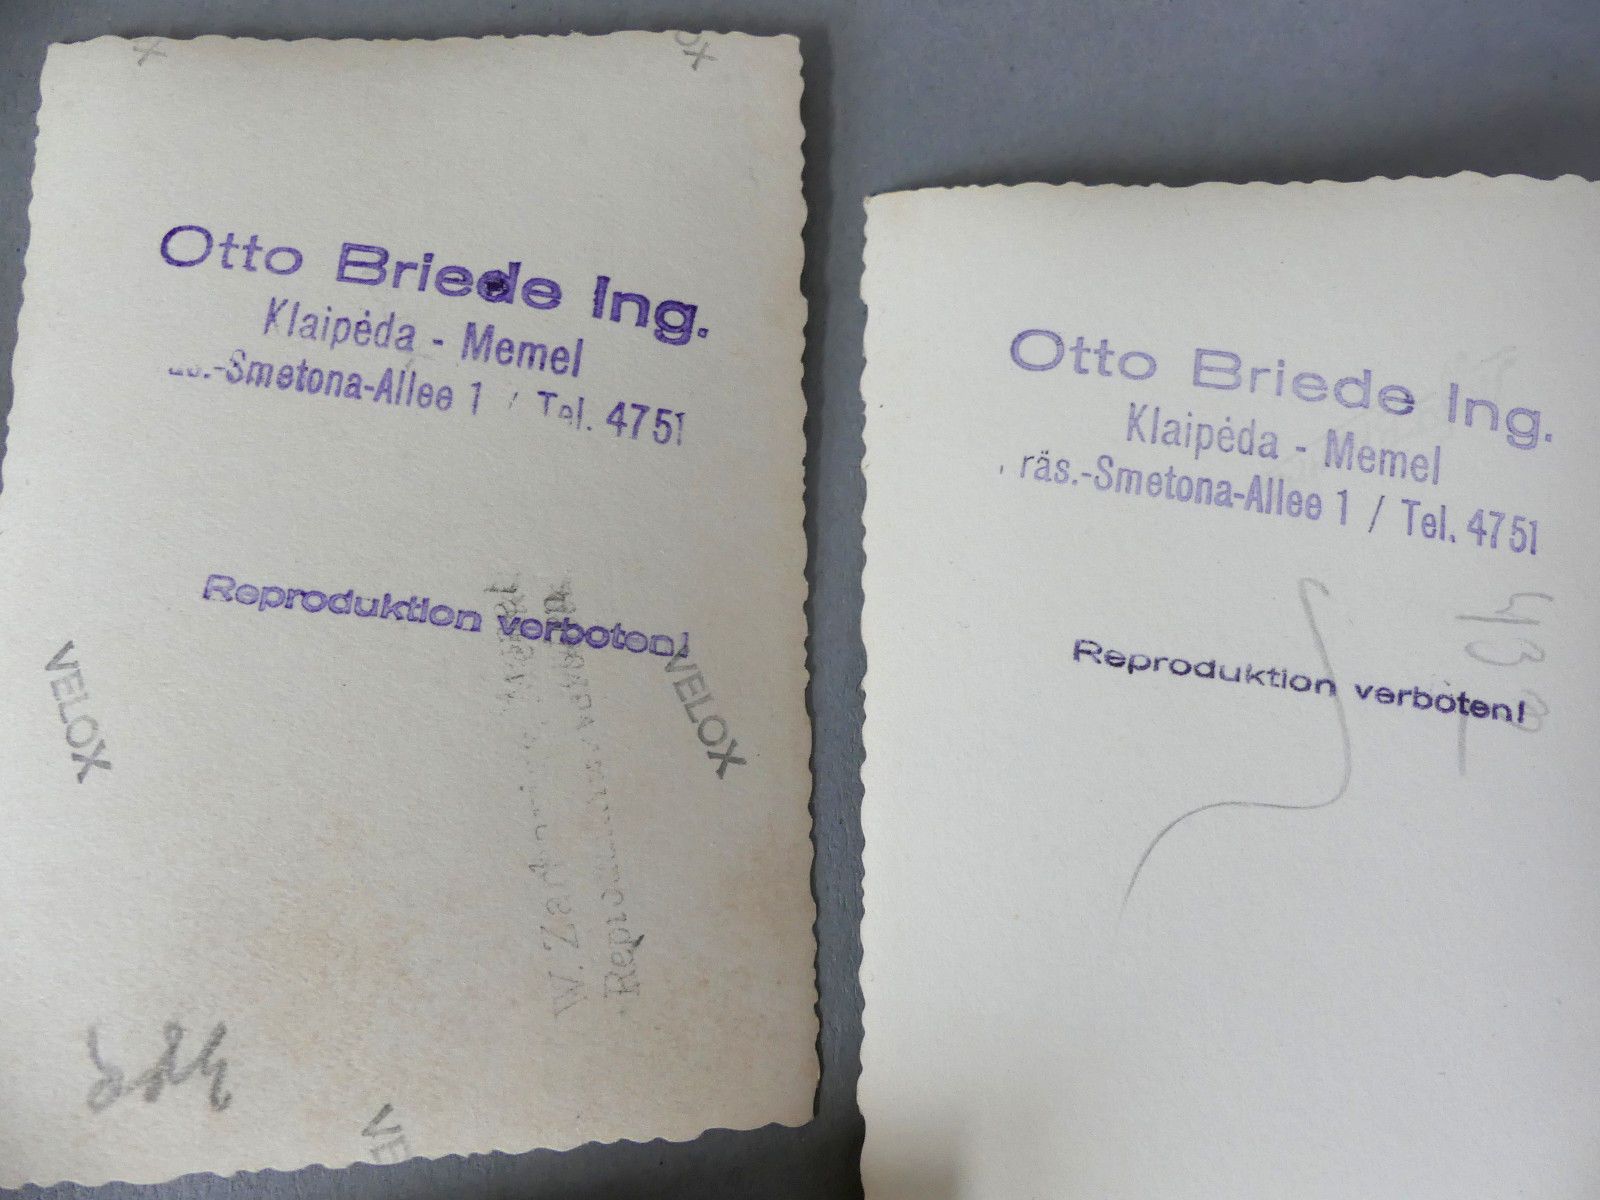 Otto Briede Ing.
Klaipėda - Memel
-Smetona-Allee 1 / Tel. 4751
Reproduktion verboten!
VELOX
VELOX
W.
Otto Briede Ing.
Klaipėda - Memel
räs.-Smetona-Allee 1 / Tel. 4751
Reproduktion verboten!